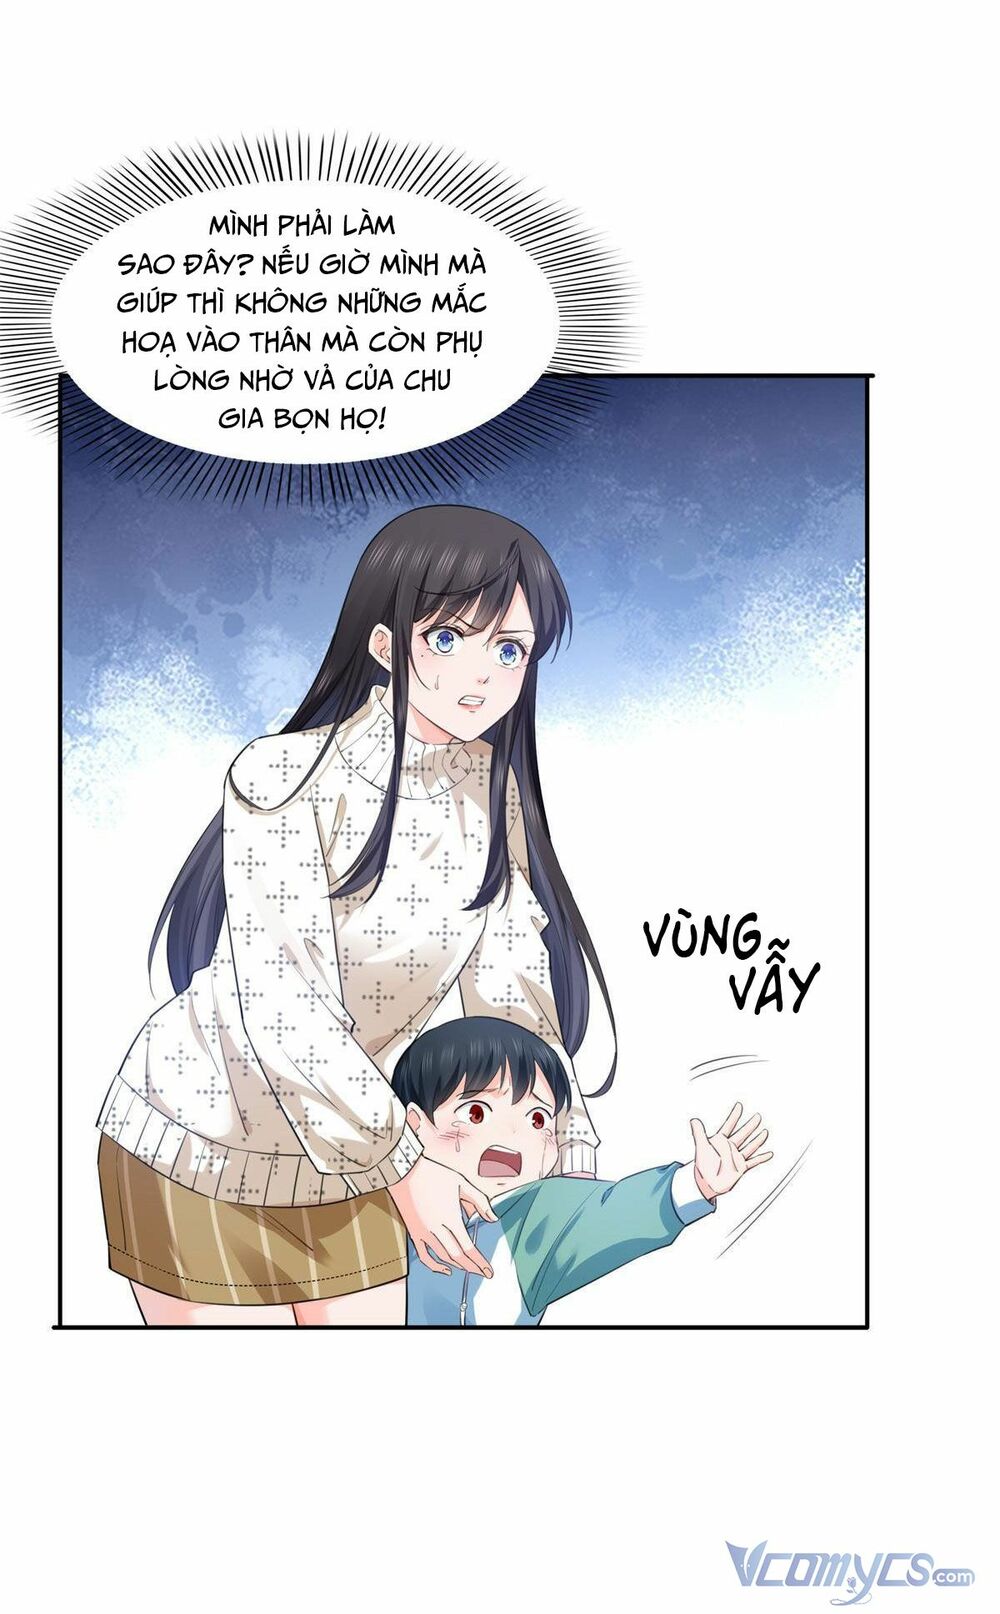 MÌNH PHẢI LÀM
SAO ĐÂY? NẾU GIỜ MÌNH MÀ
GIÚP THÌ KHÔNG NHỮNG MẮC
HOẠ VÀO THÂN MÀ CÒN PHỤ
LÒNG NHỜ VẢ CỦA CHU
GIA BỌN HỌ!
VÙNG
VẪY
VCOMYCS.com